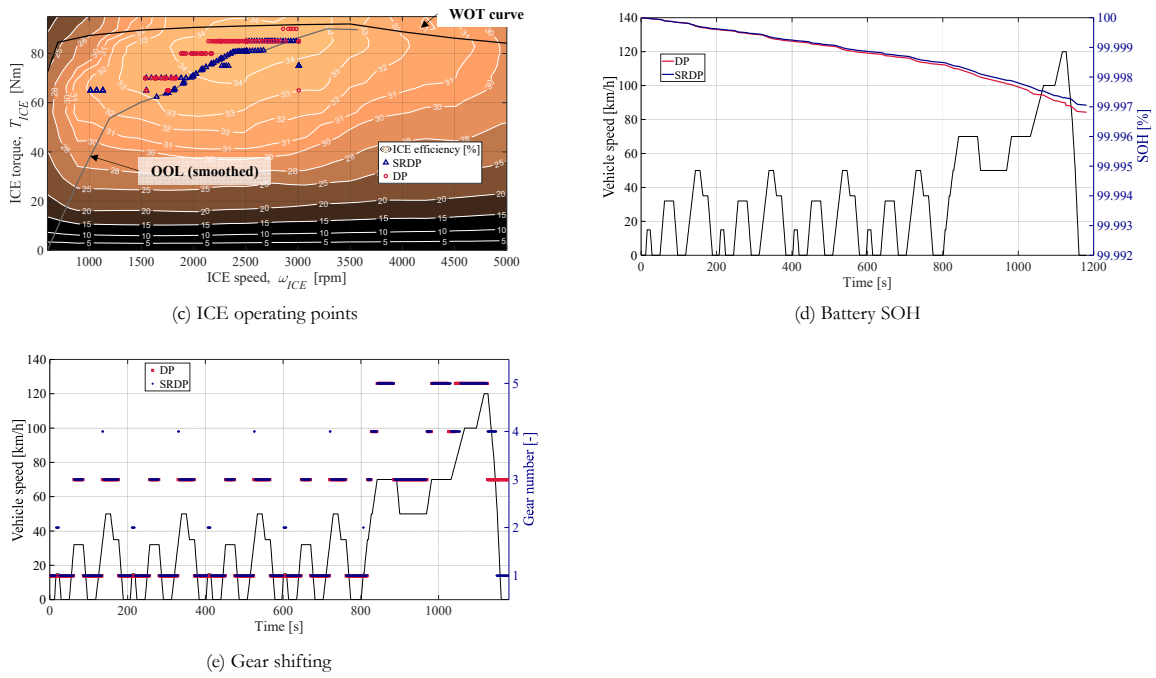 WOT curve
80
60
40
20
0
ICE torque, T_ICE [Nm]
OOL (smoothed)
ICE efficiency [%]
SRDP
DP
1000 1500 2000 2500 3000 3500 4000 4500 5000
ICE speed, ω_ICE [rpm]
(c) ICE operating points
140
120
100
80
60
40
20
0
Vehicle speed [km/h]
DP
SRDP
100
99.999
99.998
99.997
99.996
99.995
99.994
99.993
99.992
SOH [%]
0 200 400 600 800 1000 1200
Time [s]
(d) Battery SOH
140
120
100
80
60
40
20
0
Vehicle speed [km/h]
DP
SRDP
5
4
3
2
1
Gear number [-]
0 200 400 600 800 1000
Time [s]
(e) Gear shifting